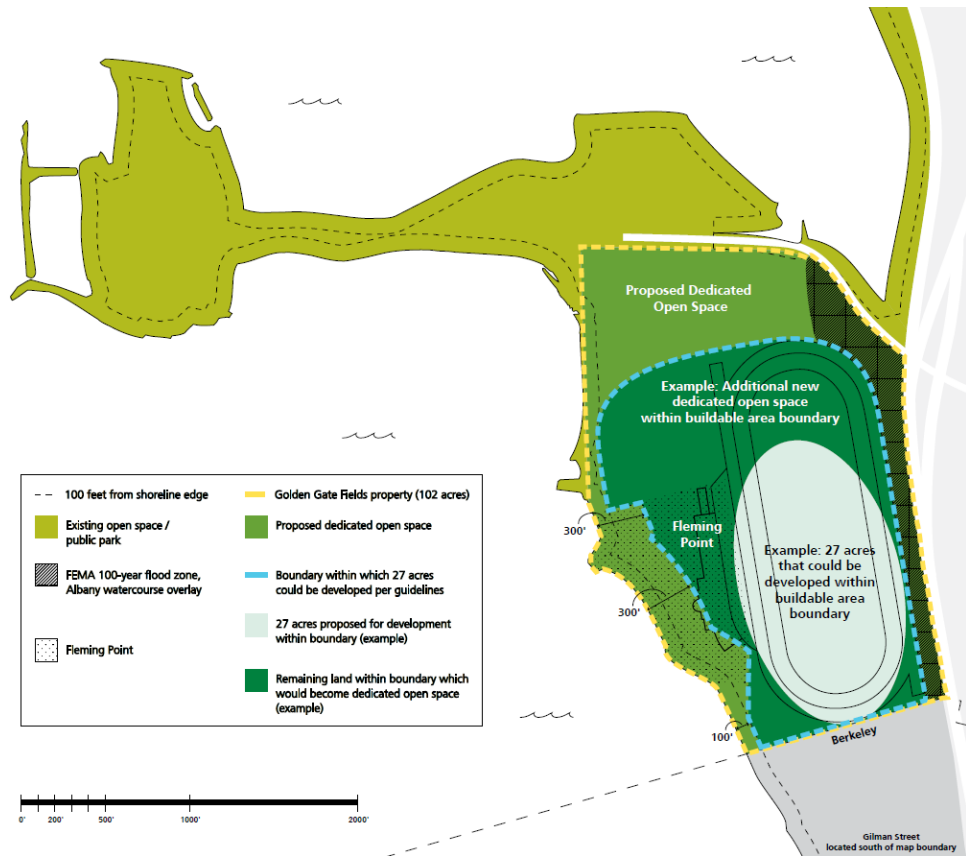 Proposed Dedicated
Open Space
Example: Additional new
dedicated open space
within buildable area boundary
300'
Fleming
Point
Example: 27 acres
that could be
developed within
buildable area
boundary
300'
100'
Berkeley
Gilman Street
located south of map boundary
100 feet from shoreline edge
Existing open space /
public park
FEMA 100-year flood zone,
Albany watercourse overlay
Fleming Point
Golden Gate Fields property (102 acres)
Proposed dedicated open space
Boundary within which 27 acres
could be developed per guidelines
27 acres proposed for development
within boundary (example)
Remaining land within boundary which
would become dedicated open space
(example)
0' 200' 500' 1000' 2000'